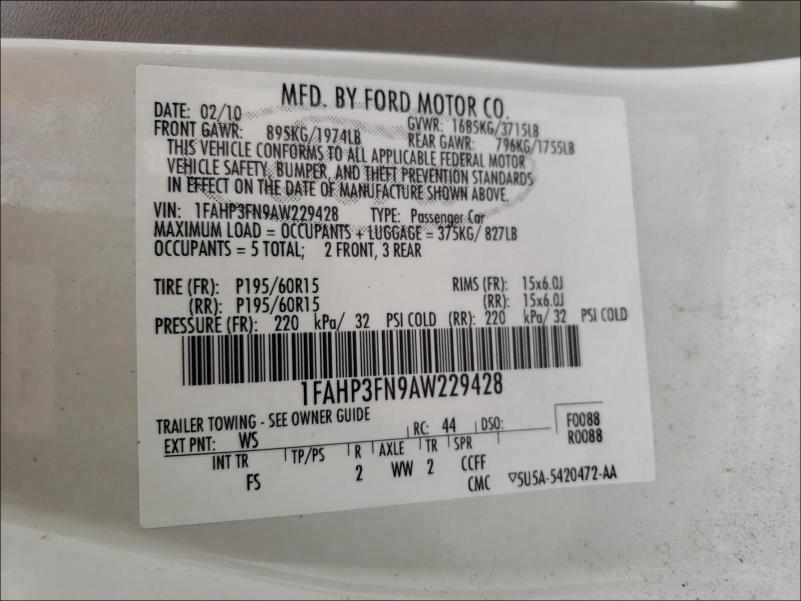 MFD. BY FORD MOTOR CO.
DATE: 02/10 GVWR: 1685KG/3715LB
FRONT GAWR: 895KG/1974LB REAR GAWR: 796KG/1755LB
THIS VEHICLE CONFORMS TO ALL APPLICABLE FEDERAL MOTOR
VEHICLE SAFETY, BUMPER, AND THEFT PREVENTION STANDARDS
IN EFFECT ON THE DATE OF MANUFACTURE SHOWN ABOVE.
VIN: 1FAHP3FN9AW229428 TYPE: Passenger Car
MAXIMUM LOAD = OCCUPANTS + LUGGAGE = 375KG/ 827LB
OCCUPANTS = 5 TOTAL; 2 FRONT, 3 REAR
TIRE (FR): P195/60R15 RIMS (FR): 15x6.0J
(RR): P195/60R15 (RR): 15x6.0J
PRESSURE (FR): 220 kPa/ 32 PSI COLD (RR): 220 kPa/ 32 PSI COLD
1FAHP3FN9AW229428
TRAILER TOWING - SEE OWNER GUIDE
EXT PNT: WS RC: 44 DSO: F0088
R0088
INT TR TP/PS R AXLE TR SPR
FS 2 WW 2 CCFF
CMC ▽5U5A-5420472-AA